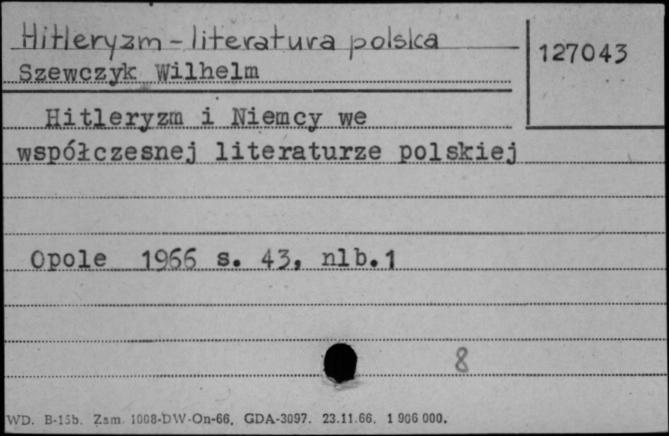 Hitleryzm - literatura polska
127043
Szewczyk Wilhelm
Hitleryzm i Niemcy we
współczesnej literaturze polskiej
Opole 1966 s. 43, nlb.1
8
WD. B-15b. Zam 1008-DW-On-66. GDA-3097. 23.11.66. 1 906 000.